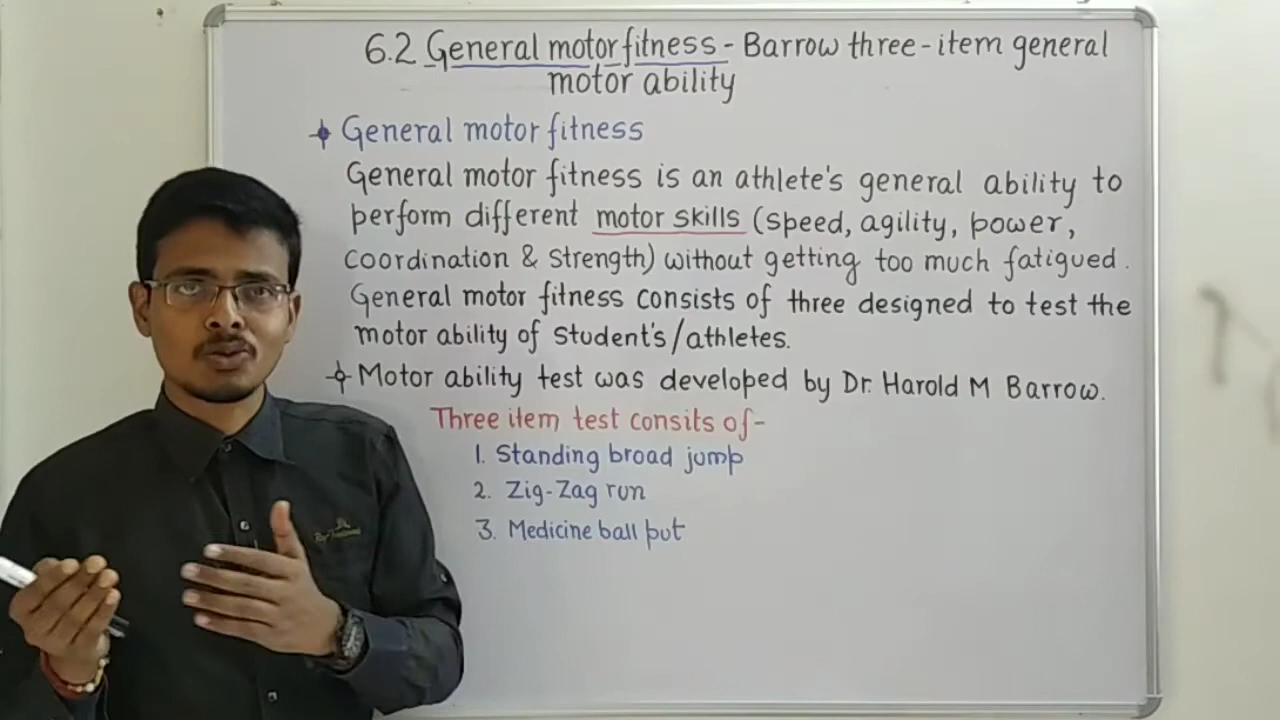 6.2 General motor fitness - Barrow three-item general
motor ability
General motor fitness
General motor fitness is an athlete's general ability to
perform different motor skills (speed, agility, power,
coordination & strength) without getting too much fatigued.
General motor fitness consists of three designed to test the
motor ability of student's/athletes.
Motor ability test was developed by Dr. Harold M Barrow.
Three item test consits of-
1. Standing broad jump
2. Zig-Zag run
3. Medicine ball put